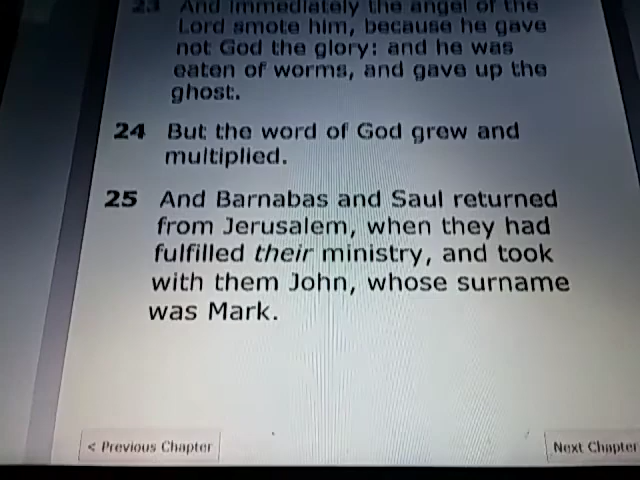 23 And immediately the angel of the
Lord smote him, because he gave
not God the glory: and he was
eaten of worms, and gave up the
ghost.
24 But the word of God grew and
multiplied.
25 And Barnabas and Saul returned
from Jerusalem, when they had
fulfilled their ministry, and took
with them John, whose surname
was Mark.
< Previous Chapter
Next Chapter